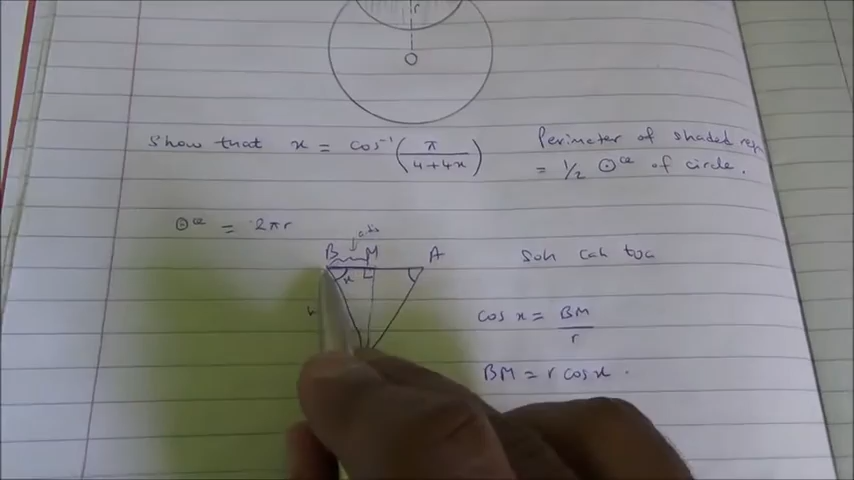 r
Show that x = cos⁻¹(π / 4+4x)
Perimeter of shaded
= 1/2 ⊙ce of circle.
⊙ce = 2πr
B M A
x
Soh Cah toa
cos x = BM / r
BM = r cos x .